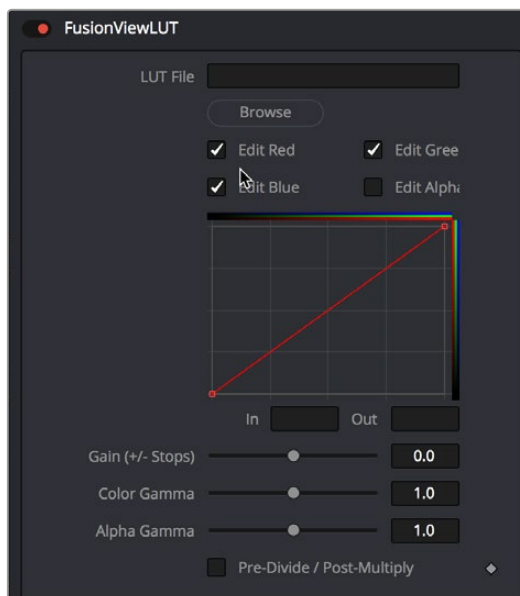 FusionViewLUT
LUT File
Browse
Edit Red Edit Gree
Edit Blue Edit Alpha
In Out
Gain (+/- Stops) 0.0
Color Gamma 1.0
Alpha Gamma 1.0
Pre-Divide / Post-Multiply